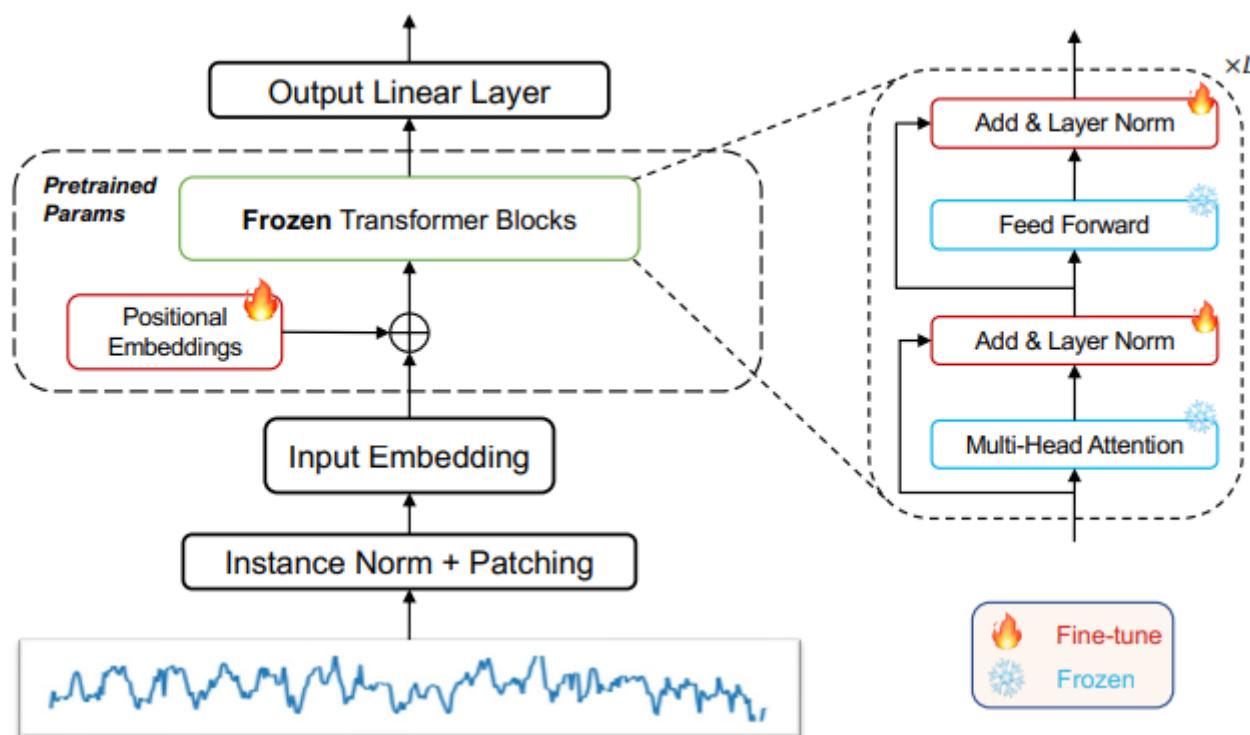 Output Linear Layer
Pretrained
Params
Frozen Transformer Blocks
Positional
Embeddings
Input Embedding
Instance Norm + Patching
×L
Add & Layer Norm
Feed Forward
Add & Layer Norm
Multi-Head Attention
Fine-tune
Frozen